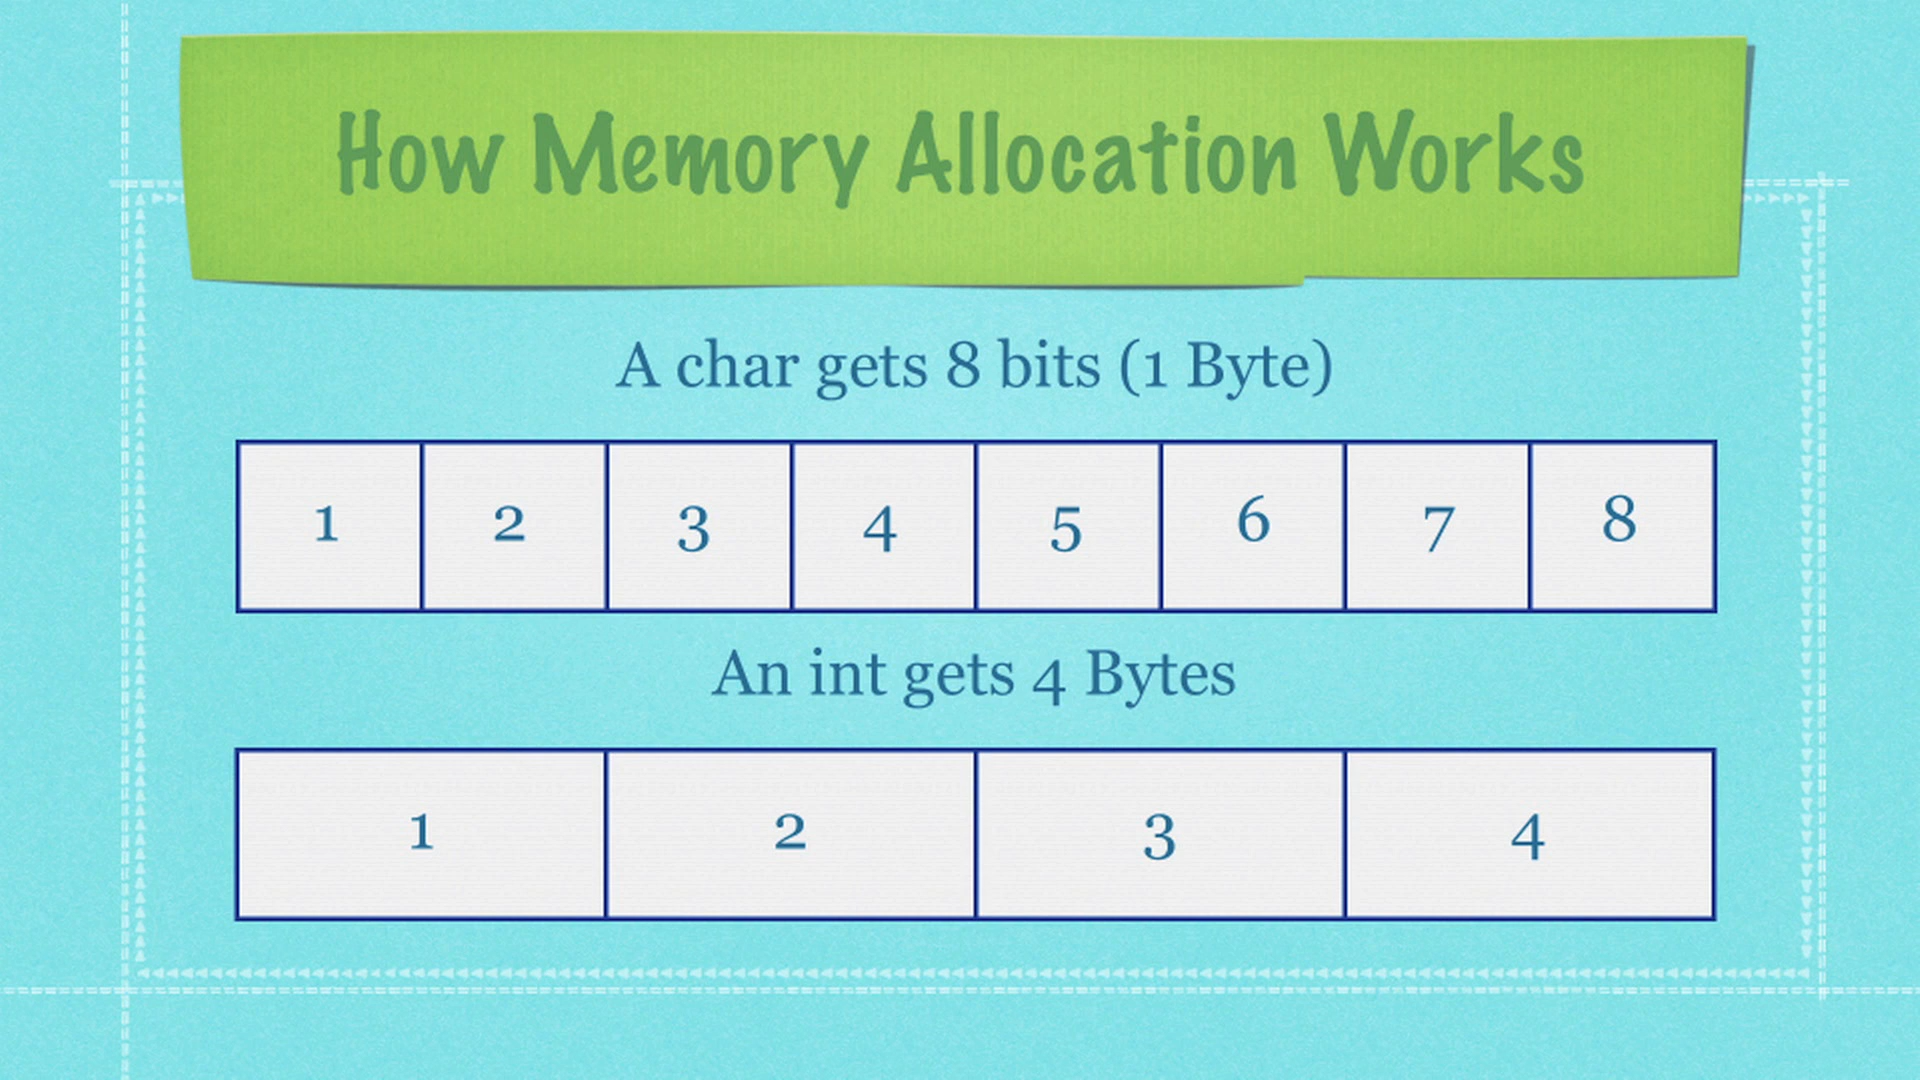 How Memory Allocation Works
A char gets 8 bits (1 Byte)
1 2 3 4 5 6 7 8
An int gets 4 Bytes
1 2 3 4